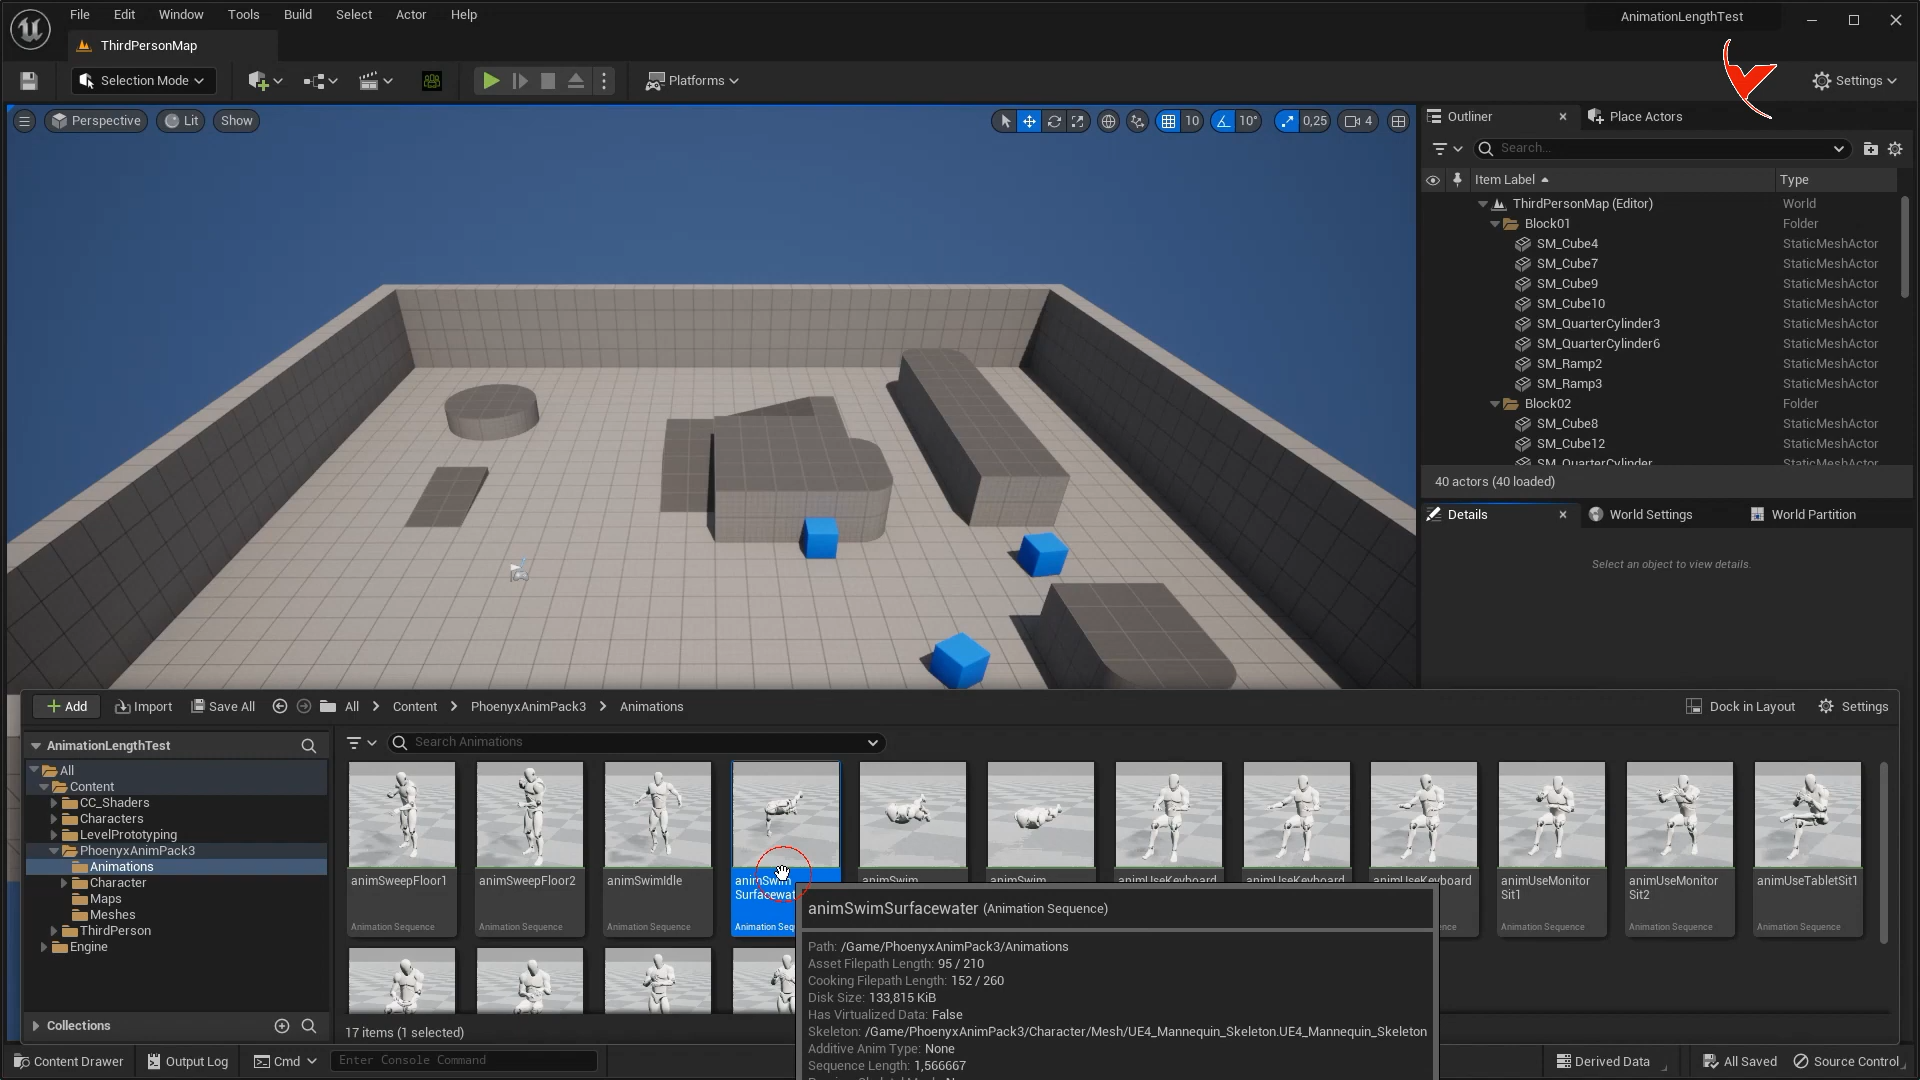 File Edit Window Tools Build Select Actor Help
AnimationLengthTest
ThirdPersonMap
Selection Mode Platforms Settings
Perspective Lit Show 10 10° 0,25 4
Outliner Place Actors
Search...
Item Label Type
ThirdPersonMap (Editor) World
Block01 Folder
SM_Cube4 StaticMeshActor
SM_Cube7 StaticMeshActor
SM_Cube9 StaticMeshActor
SM_Cube10 StaticMeshActor
SM_QuarterCylinder3 StaticMeshActor
SM_QuarterCylinder6 StaticMeshActor
SM_Ramp2 StaticMeshActor
SM_Ramp3 StaticMeshActor
Block02 Folder
SM_Cube8 StaticMeshActor
SM_Cube12 StaticMeshActor
SM_QuarterCylinder StaticMeshActor
40 actors (40 loaded)
Details World Settings World Partition
Select an object to view details.
Add Import Save All All Content PhoenyxAnimPack3 Animations Dock in Layout Settings
AnimationLengthTest
Search Animations
All
Content
CC_Shaders
Characters
LevelPrototyping
PhoenyxAnimPack3
Animations
Character
Maps
Meshes
ThirdPerson
Engine
Collections
animSweepFloor1 animSweepFloor2 animSwimIdle animSwim animSwim animSwim animUseKeyboard animUseKeyboard animUseKeyboard animUseMonitor animUseMonitor animUseTabletSit1
Surfacewat Sit1 Sit2
Animation Sequence Animation Sequence Animation Sequence Animation Seq Animation Sequence Animation Sequence Animation Sequence
animSwimSurfacewater (Animation Sequence)
Path: /Game/PhoenyxAnimPack3/Animations
Asset Filepath Length: 95 / 210
Cooking Filepath Length: 152 / 260
Disk Size: 133,815 KiB
Has Virtualized Data: False
Skeleton: /Game/PhoenyxAnimPack3/Character/Mesh/UE4_Mannequin_Skeleton.UE4_Mannequin_Skeleton
Additive Anim Type: None
Sequence Length: 1,566667
17 items (1 selected)
Content Drawer Output Log Cmd Enter Console Command Derived Data All Saved Source Control